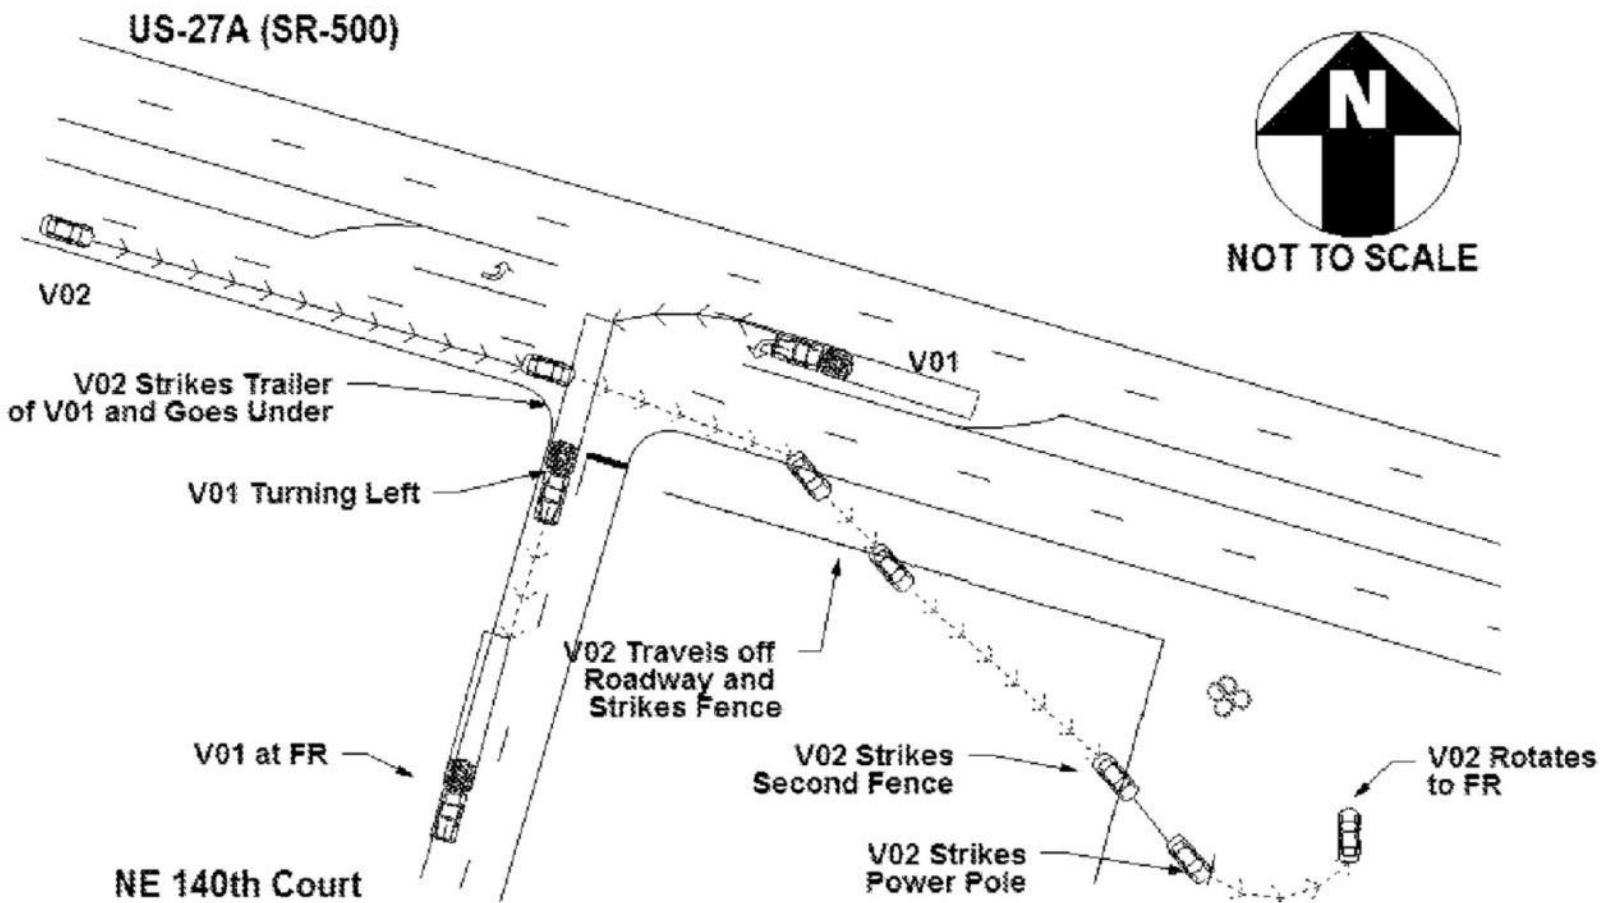 US-27A (SR-500)
N
NOT TO SCALE
V02
V01
V02 Strikes Trailer
of V01 and Goes Under
V01 Turning Left
V02 Travels off
Roadway and
Strikes Fence
V01 at FR
V02 Strikes
Second Fence
V02 Rotates
to FR
V02 Strikes
Power Pole
NE 140th Court